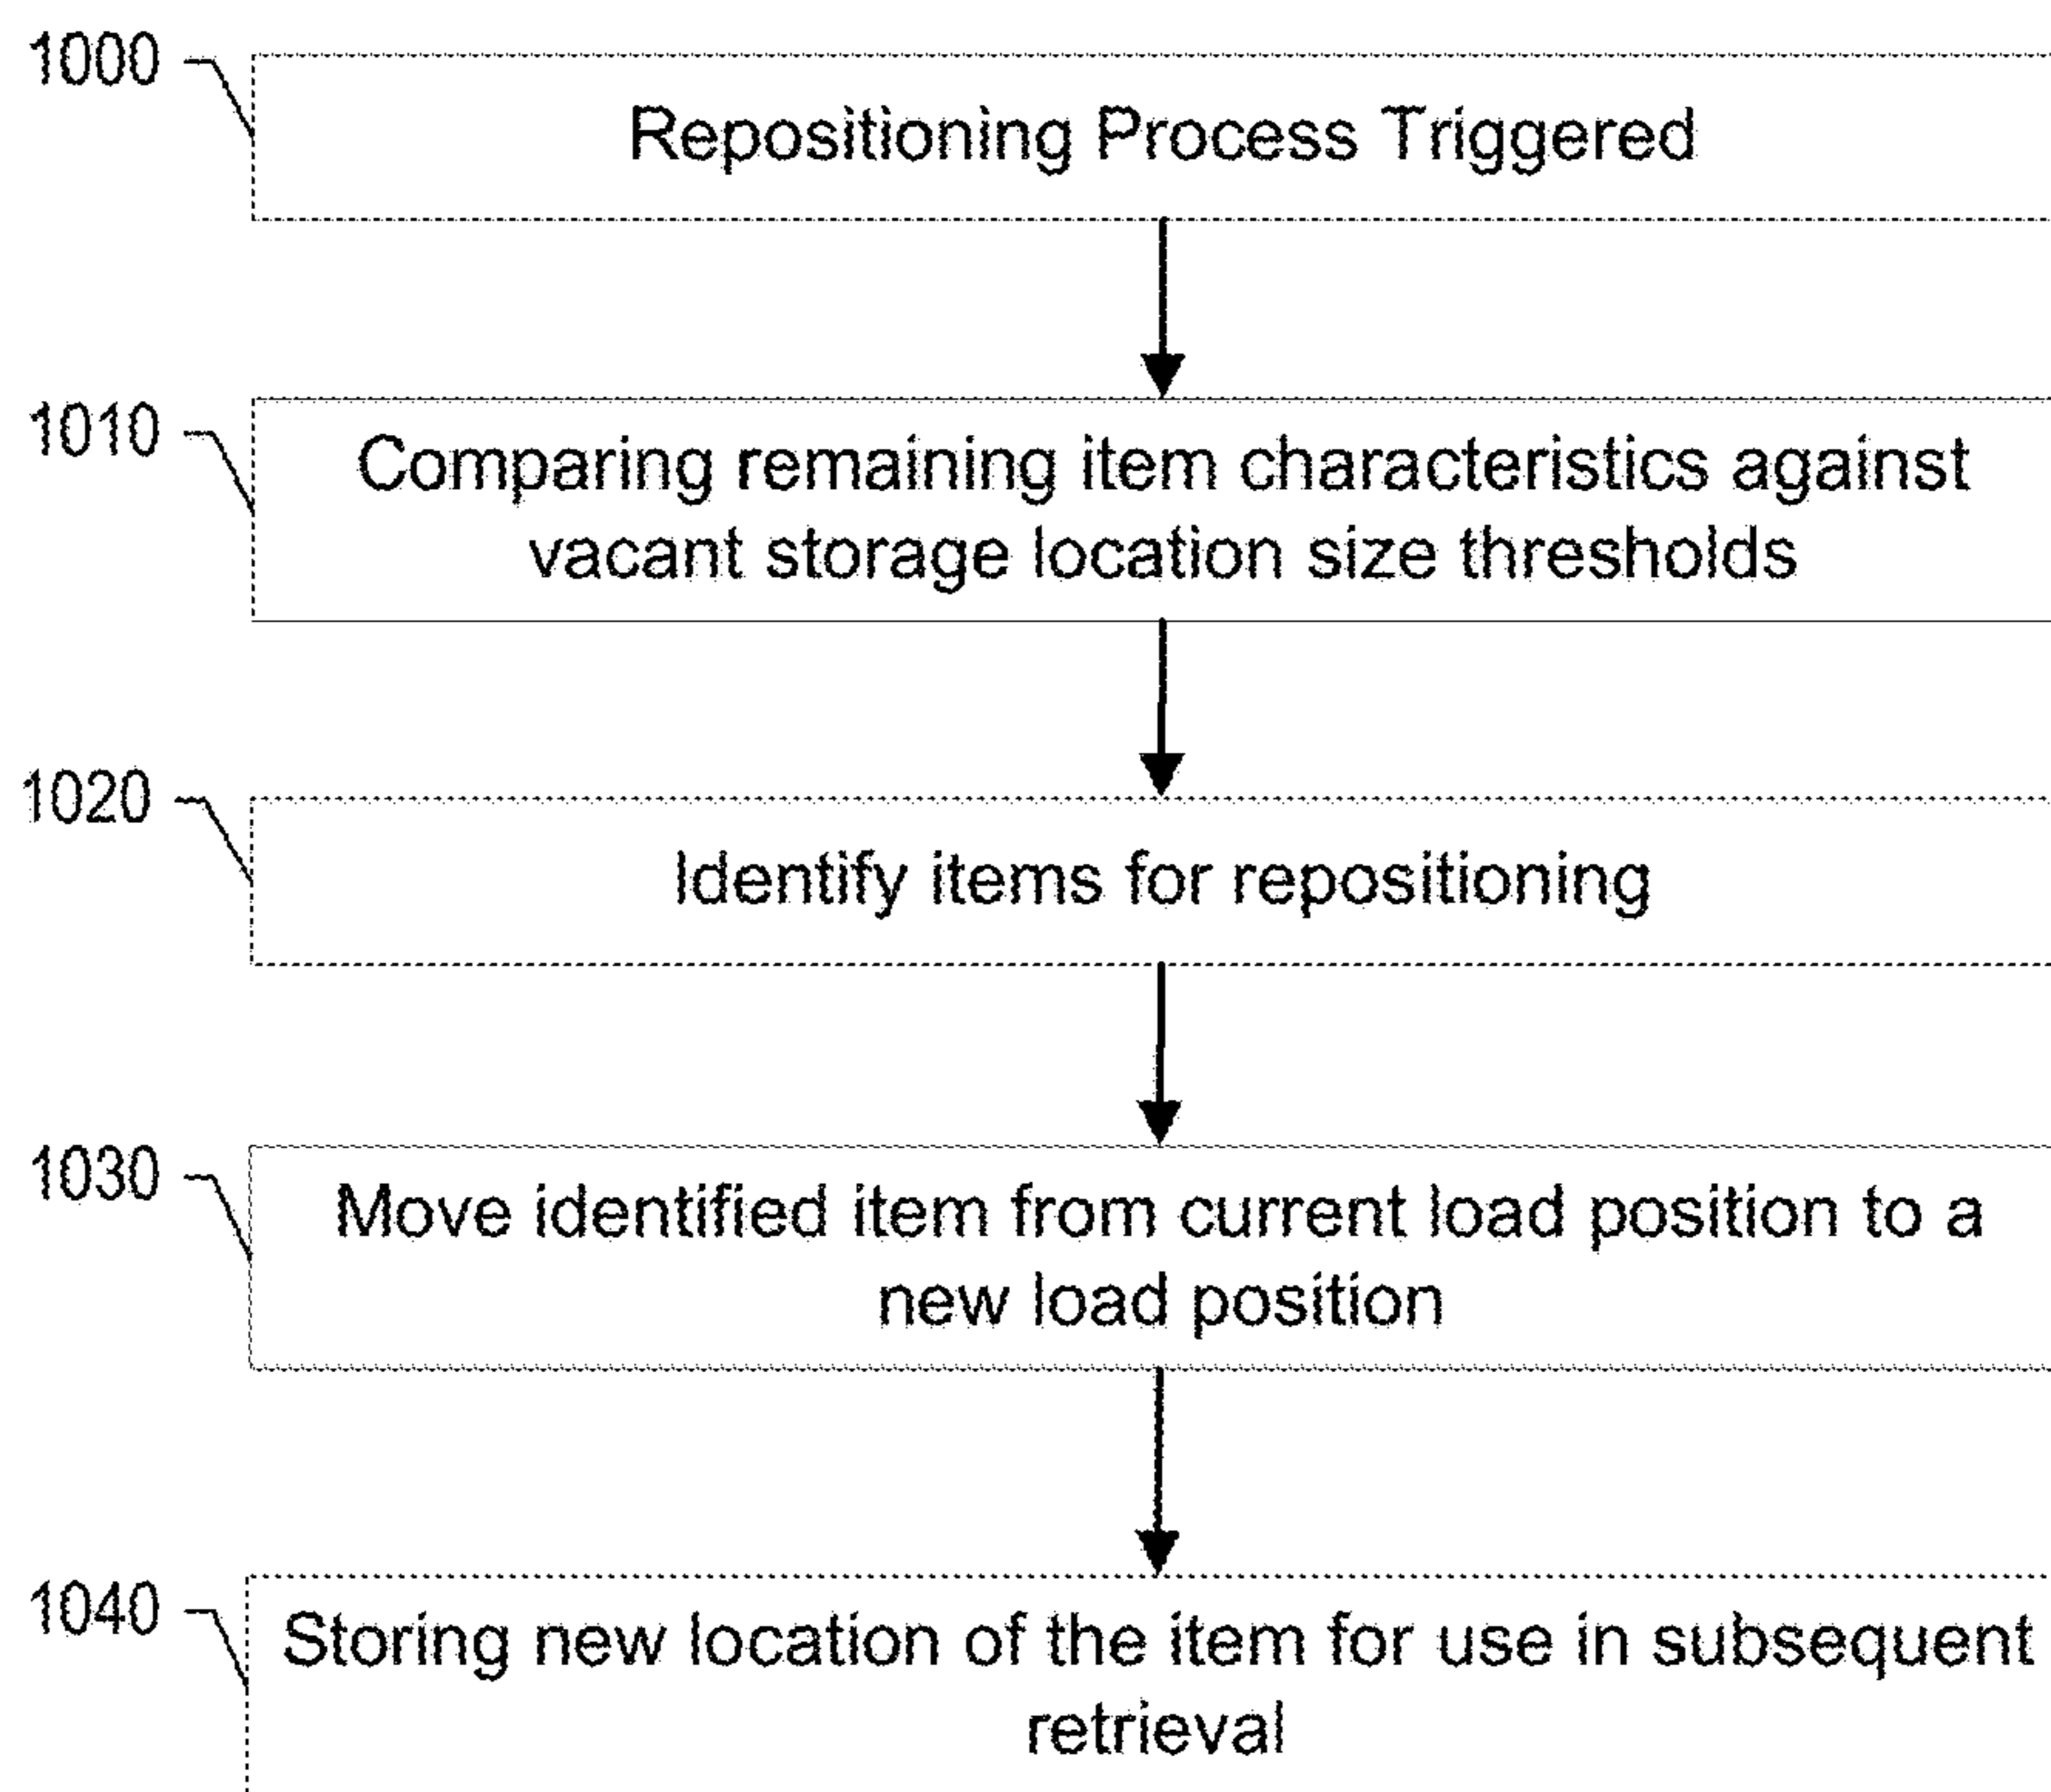 1000
Repositioning Process Triggered
1010
Comparing remaining item characteristics against
vacant storage location size thresholds
1020
Identify items for repositioning
1030
Move identified item from current load position to a
new load position
1040
Storing new location of the item for use in subsequent
retrieval